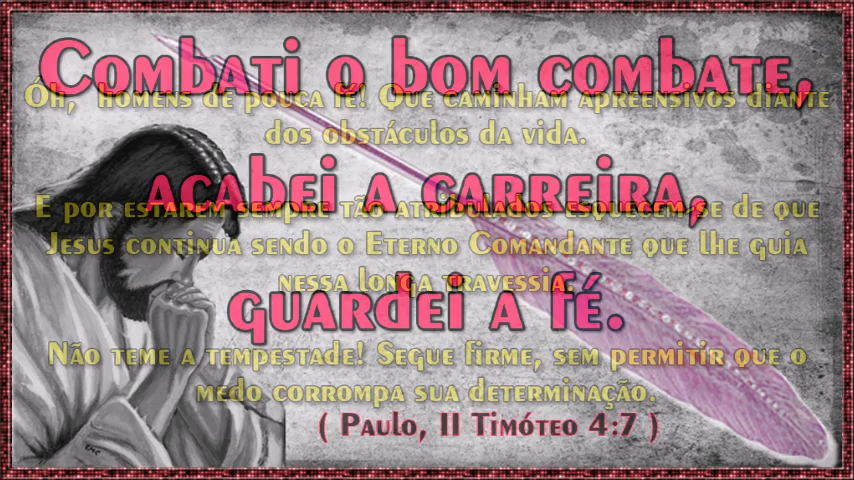 Combati o bom combate,
Óh, homens de pouca fé! Que caminham apreensivos diante
dos obstáculos da vida.
acabei a carreira,
E por estarem sempre tão atribulados esquecem-se de que
Jesus continua sendo o Eterno Comandante que lhe guia
nessa longa travessia.
guardei a fé.
Não teme a tempestade! Segue firme, sem permitir que o
medo corrompa sua determinação.
( Paulo, II Timóteo 4:7 )
EMC